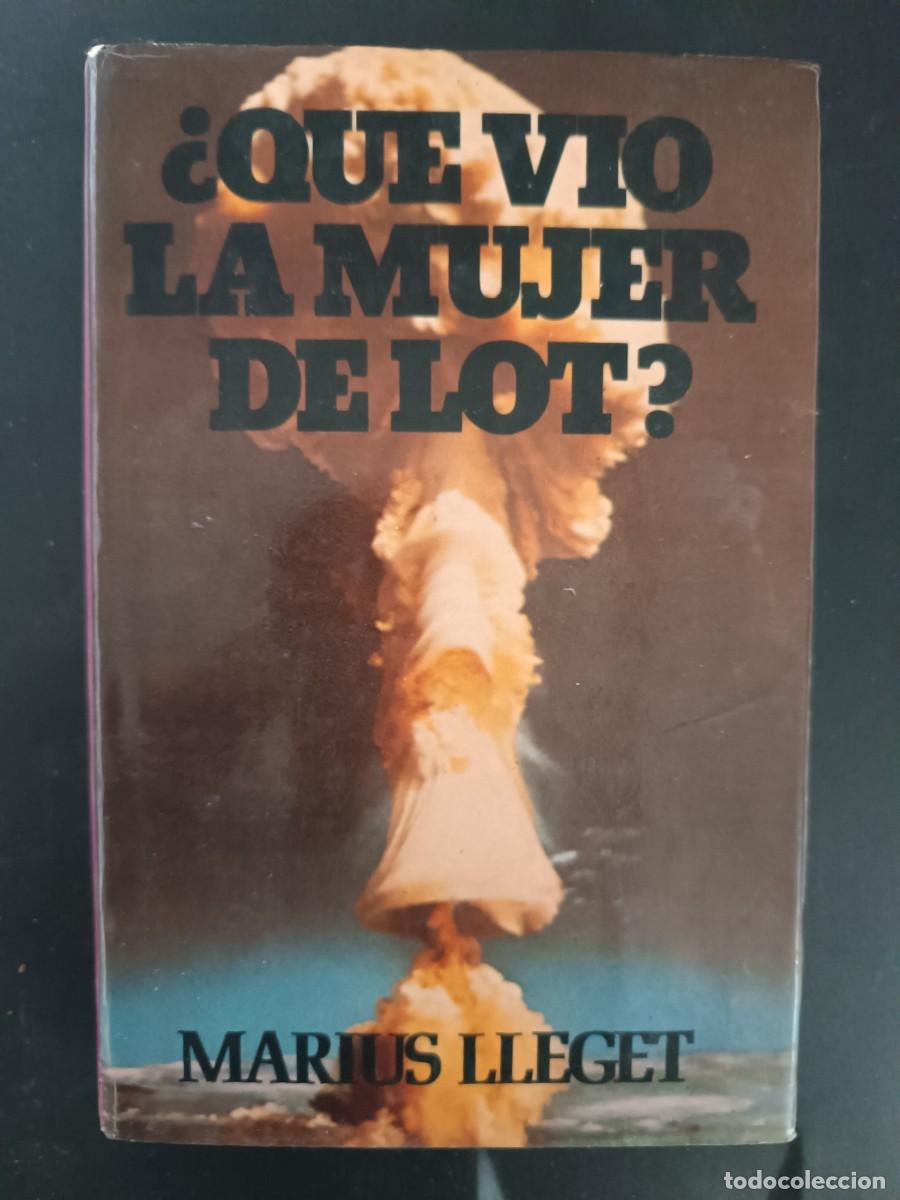 ¿QUE VIO
LA MUJER
DE LOT?
MARIUS LLEGET
todocoleccion